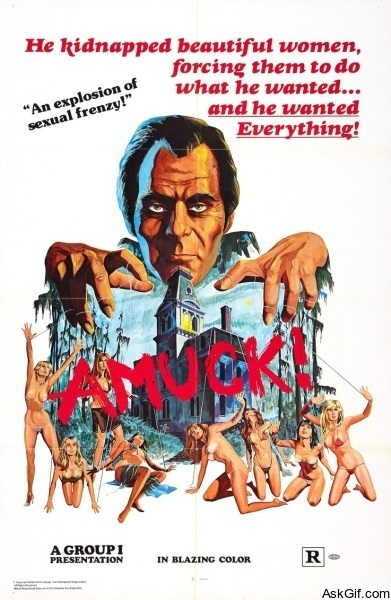 He kidnapped beautiful women,
forcing them to do
what he wanted...
and he wanted
Everything!
"An explosion of
sexual frenzy!"
AMUCK!
A GROUP I
PRESENTATION
IN BLAZING COLOR
R
AskGif.com